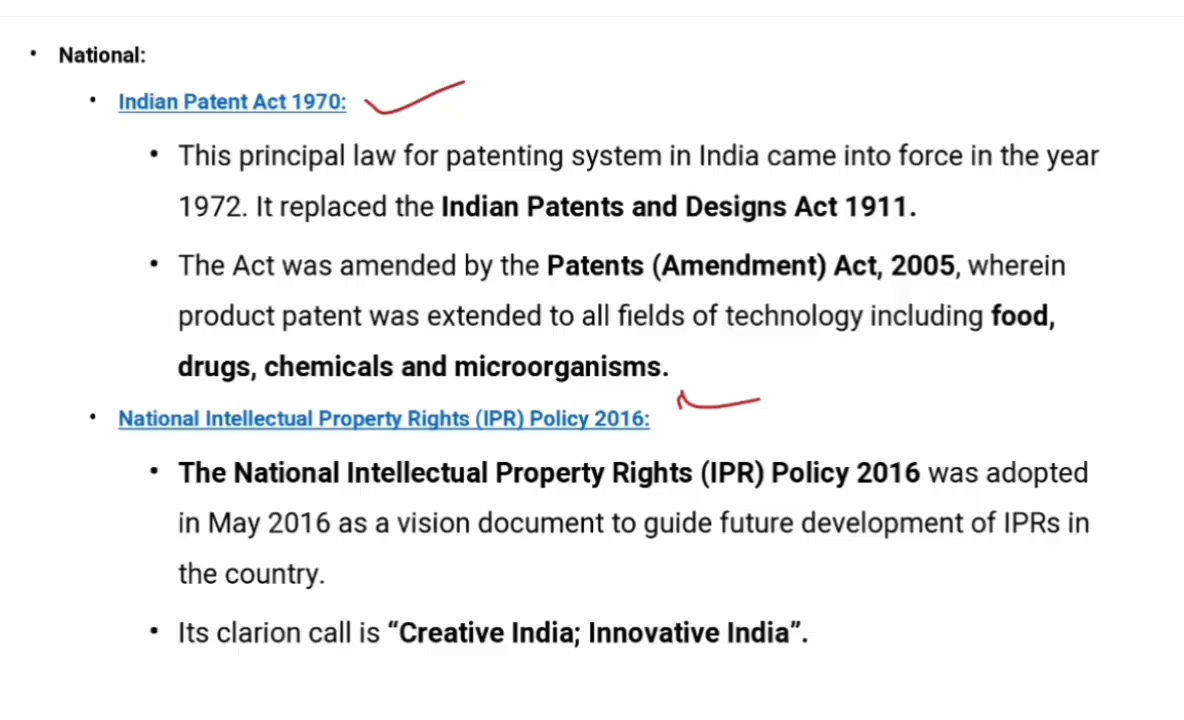 • National:
• Indian Patent Act 1970:
• This principal law for patenting system in India came into force in the year
1972. It replaced the Indian Patents and Designs Act 1911.
• The Act was amended by the Patents (Amendment) Act, 2005, wherein
product patent was extended to all fields of technology including food,
drugs, chemicals and microorganisms.
• National Intellectual Property Rights (IPR) Policy 2016:
• The National Intellectual Property Rights (IPR) Policy 2016 was adopted
in May 2016 as a vision document to guide future development of IPRs in
the country.
• Its clarion call is “Creative India; Innovative India”.